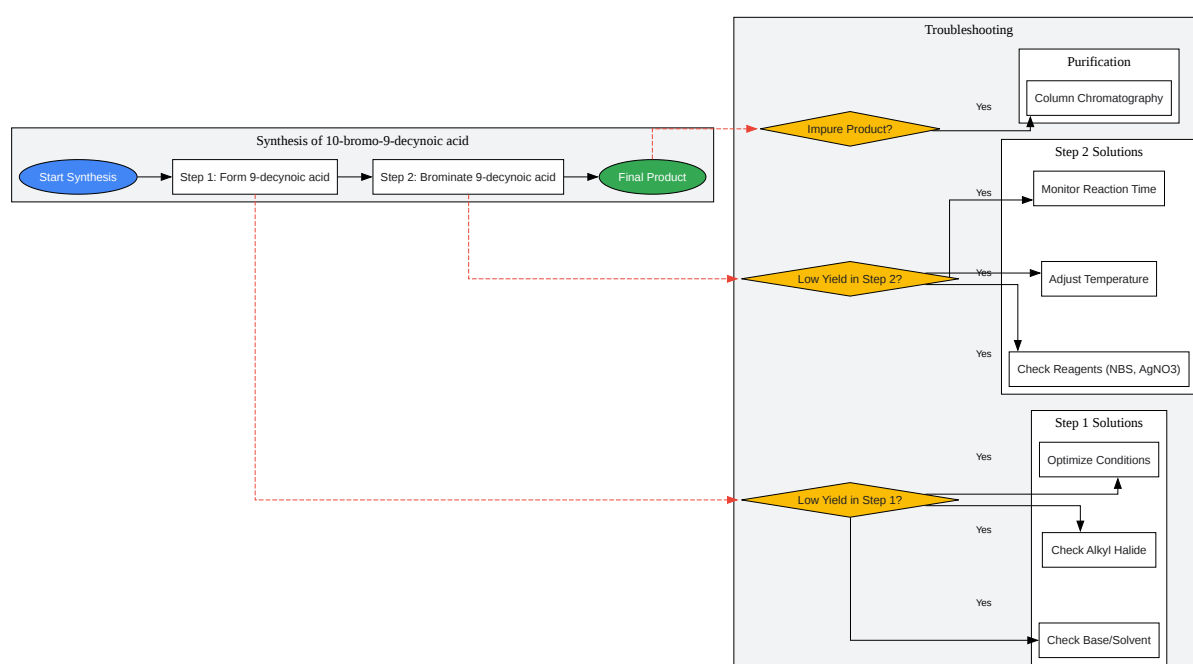 Troubleshooting
Purification
Yes
Column Chromatography
Impure Product?
Synthesis of 10-bromo-9-decynoic acid
Start Synthesis
Step 1: Form 9-decynoic acid
Step 2: Brominate 9-decynoic acid
Final Product
Step 2 Solutions
Yes
Monitor Reaction Time
Low Yield in Step 2?
Yes
Adjust Temperature
Yes
Check Reagents (NBS, AgNO3)
Step 1 Solutions
Yes
Optimize Conditions
Low Yield in Step 1?
Yes
Check Alkyl Halide
Yes
Check Base/Solvent